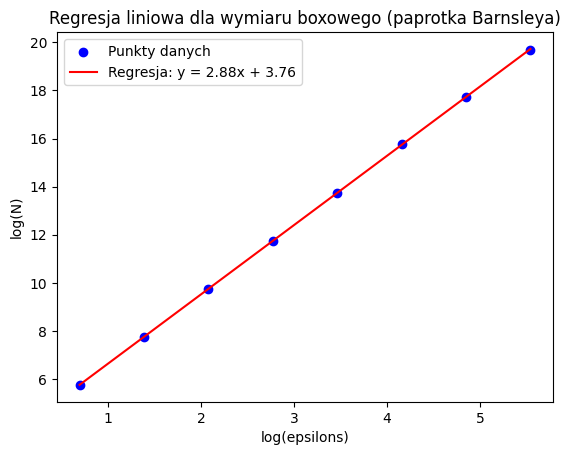 Regresja liniowa dla wymiaru boxowego (paprotka Barnsleya)
Punkty danych
Regresja: y = 2.88x + 3.76
log(N)
20
18
16
14
12
10
8
6
1
2
3
4
5
log(epsilons)